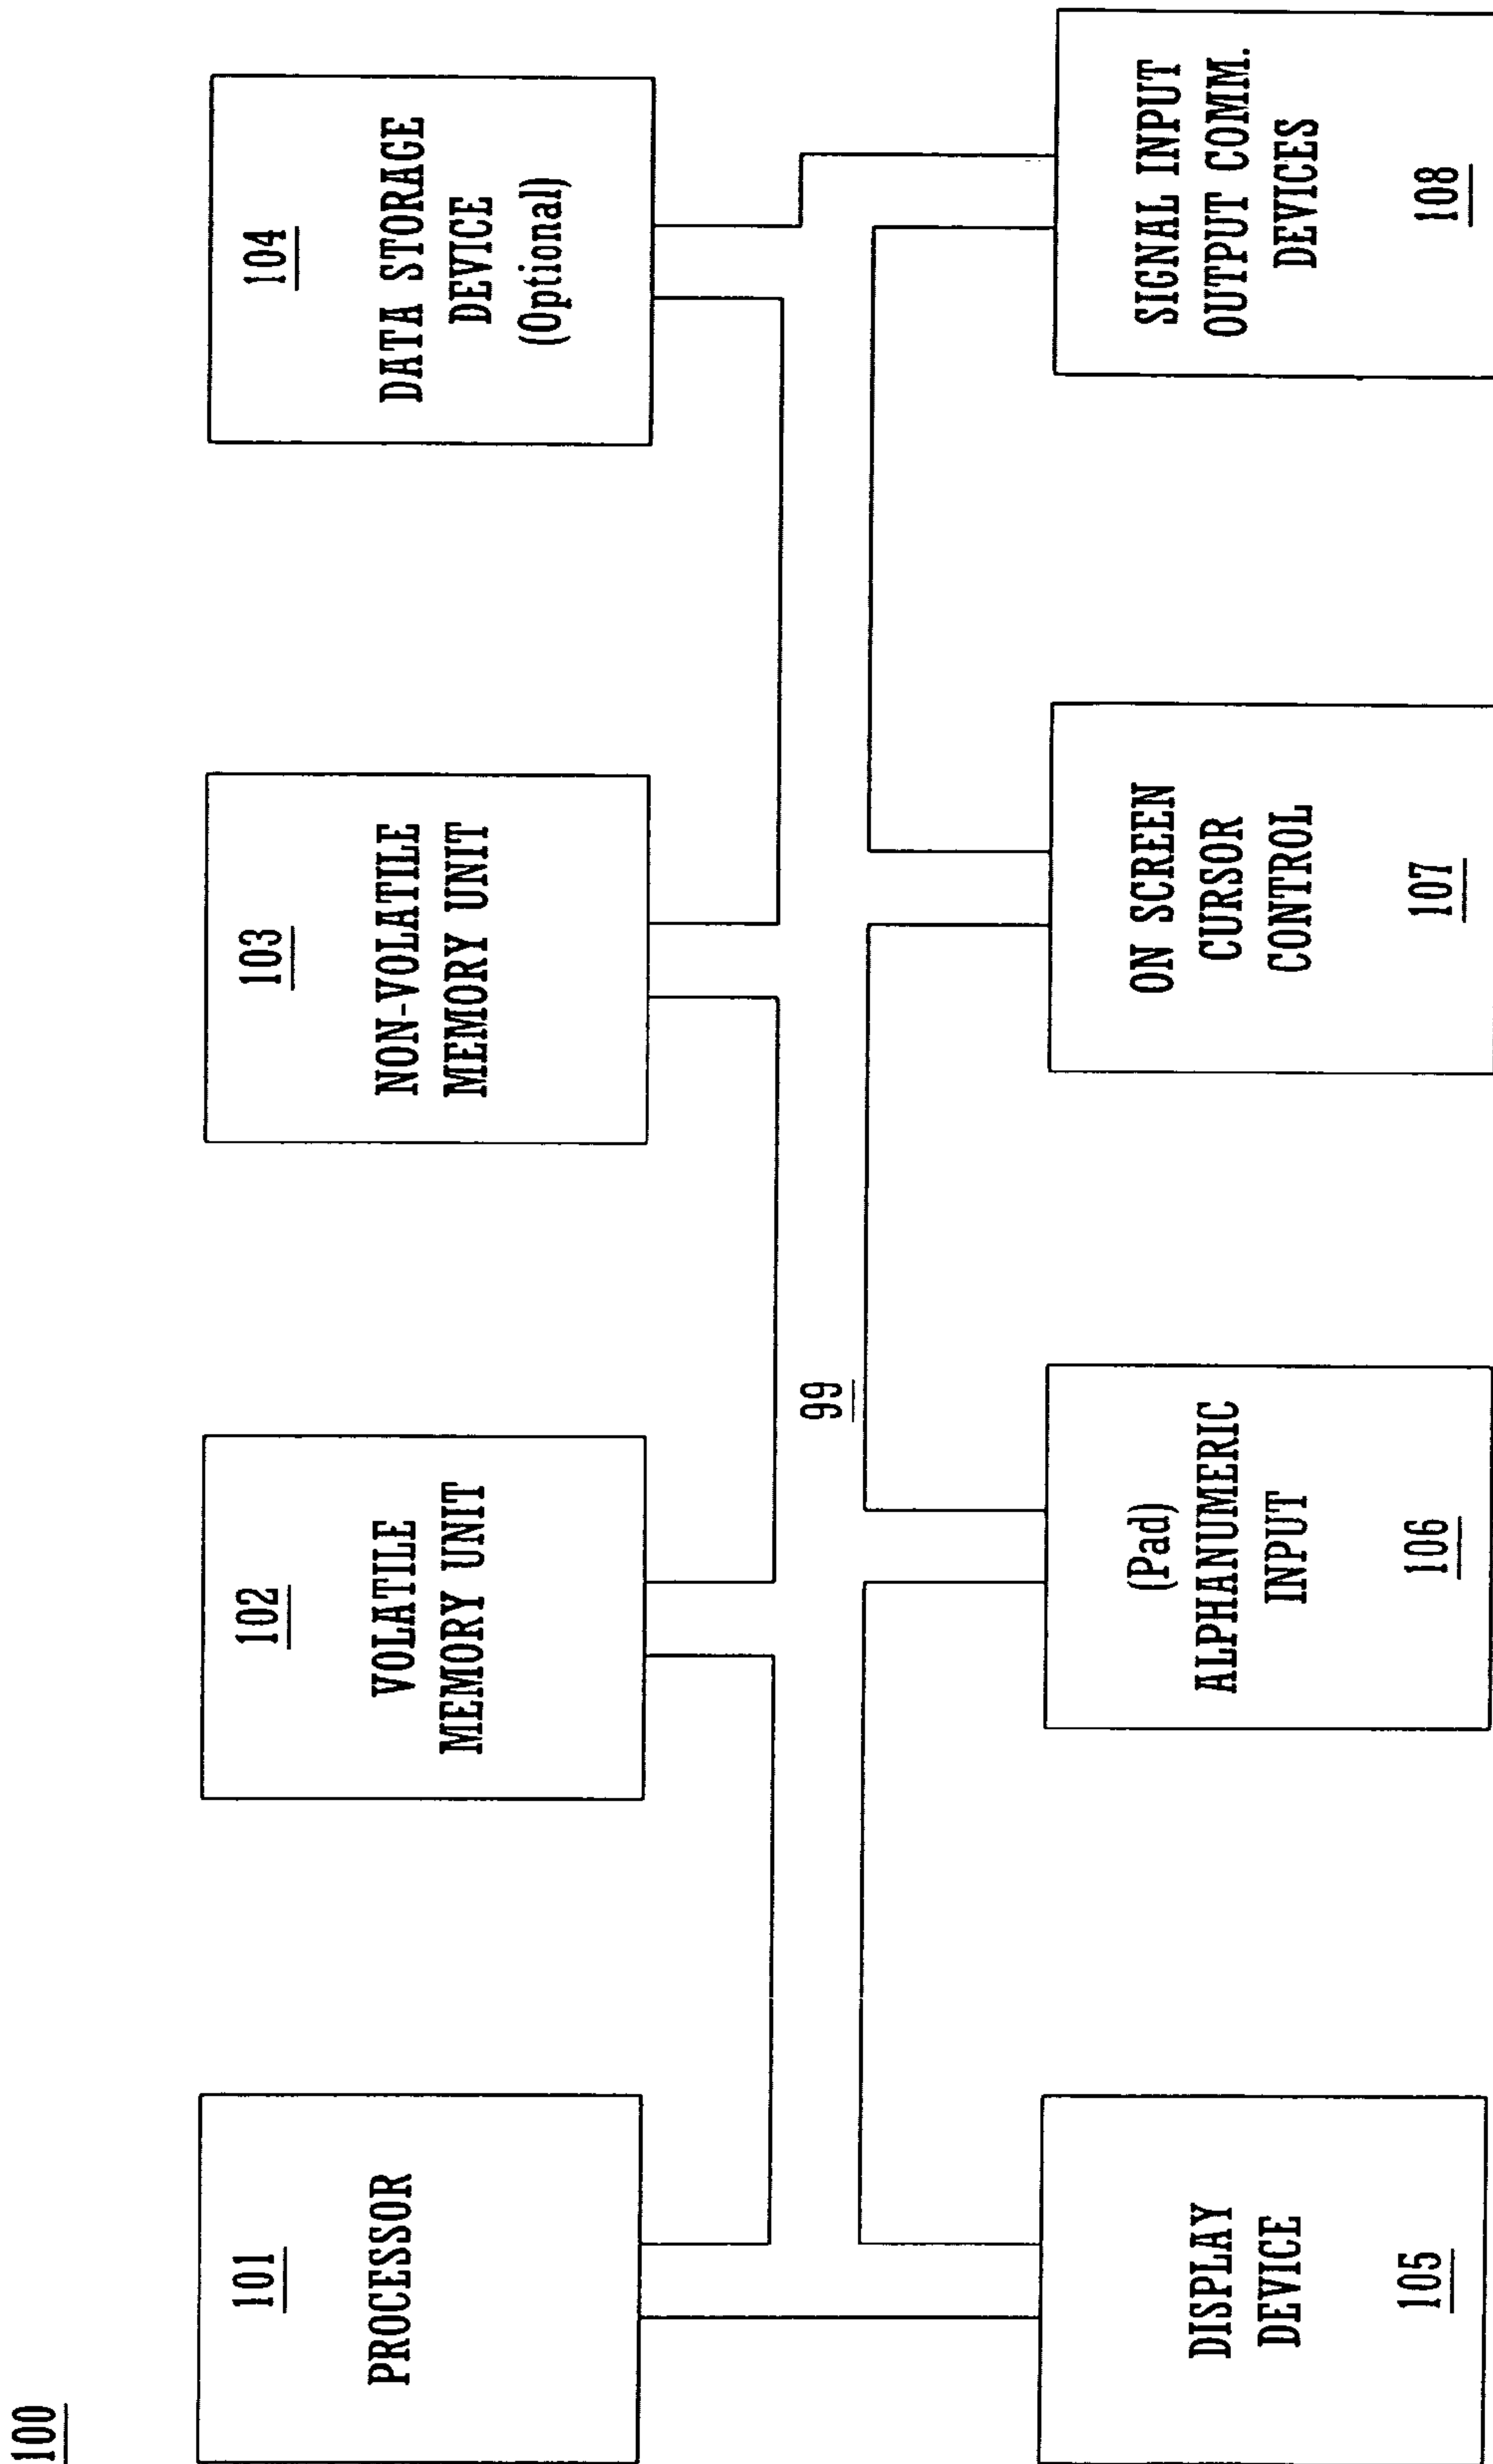 100
101
PROCESSOR
102
VOLATILE
MEMORY UNIT
103
NON-VOLATILE
MEMORY UNIT
104
DATA STORAGE
DEVICE
(Optional)
99
DISPLAY
DEVICE
105
(Pad)
ALPHANUMERIC
INPUT
106
ON SCREEN
CURSOR
CONTROL
107
SIGNAL INPUT
OUTPUT COMM.
DEVICES
108